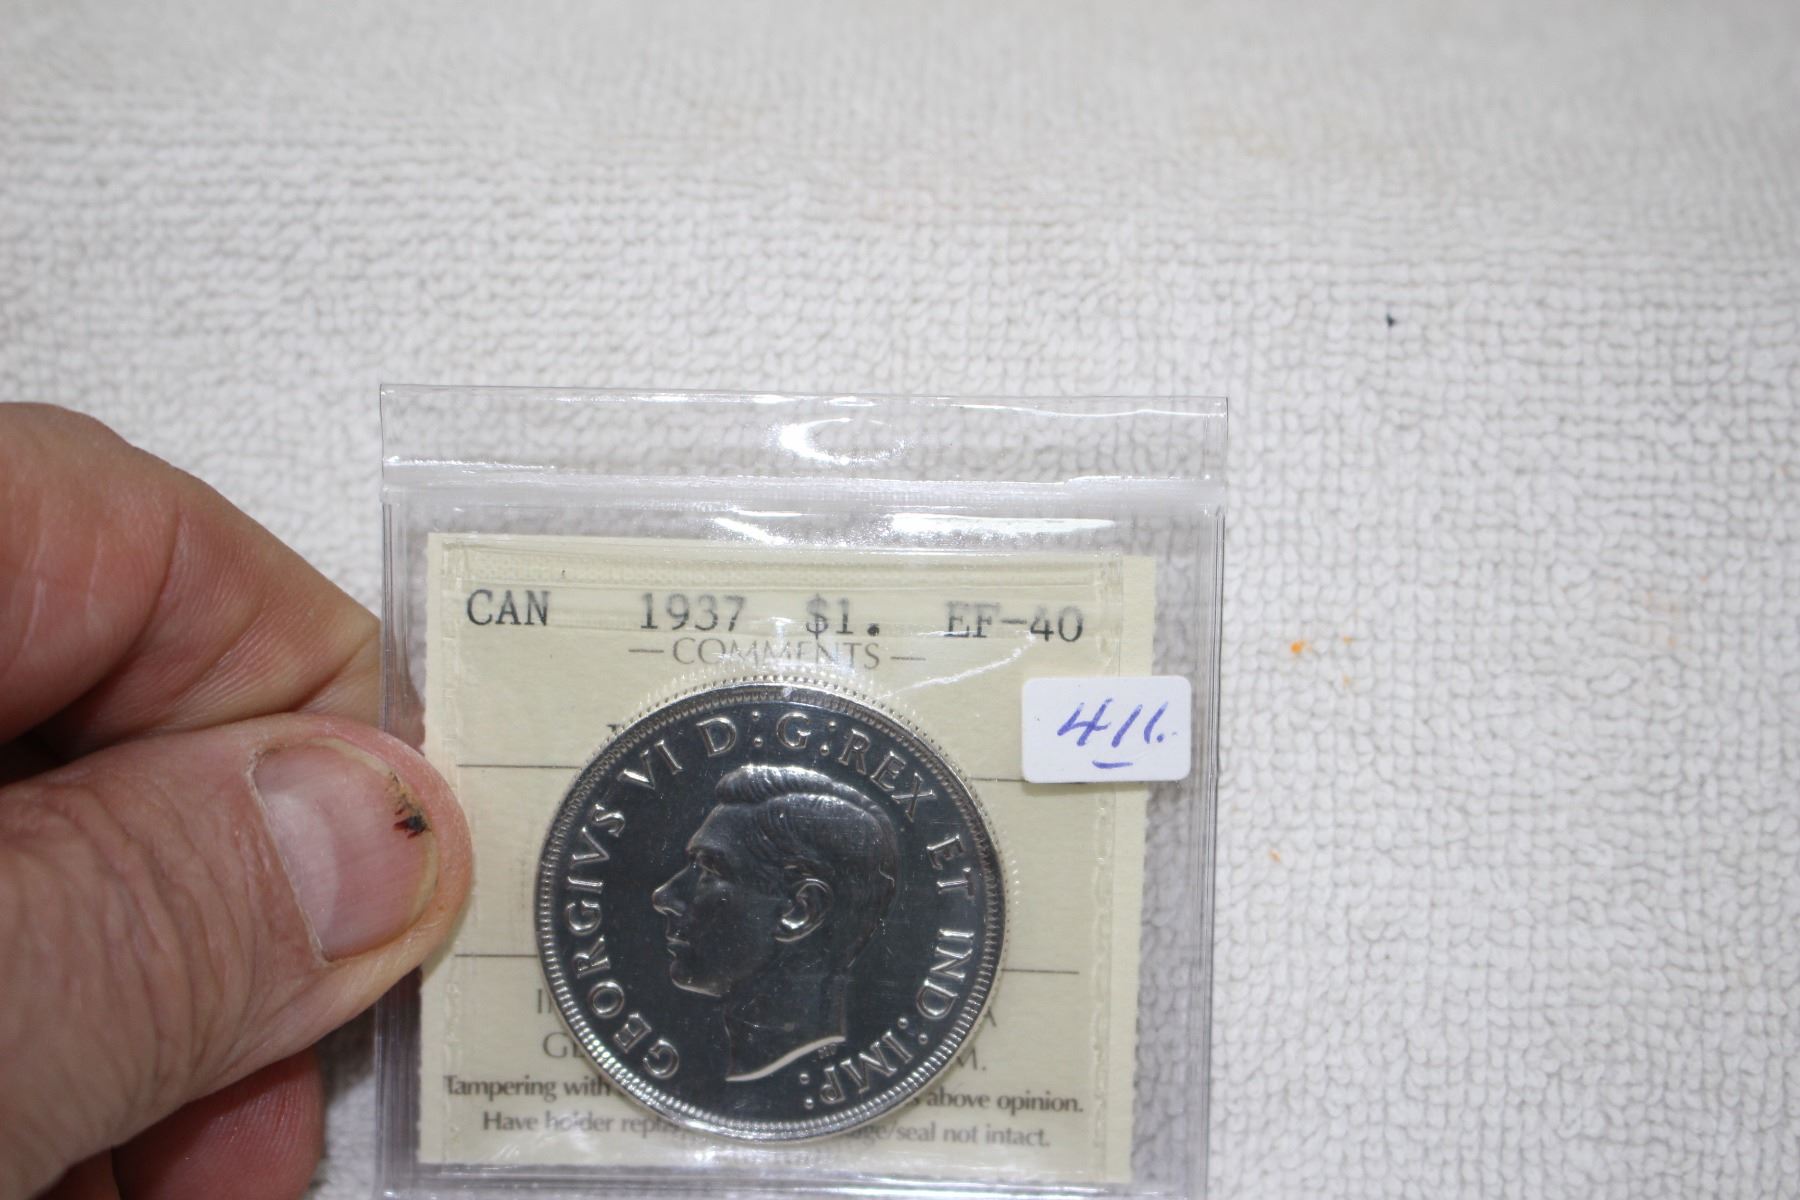 CAN 1937 $1. EF-40
— COMMENTS —
411.
GEORGIVS VI D:G:REX ET IND:IMP:
HP
Tampering with above opinion.
Have holder /seal not intact.